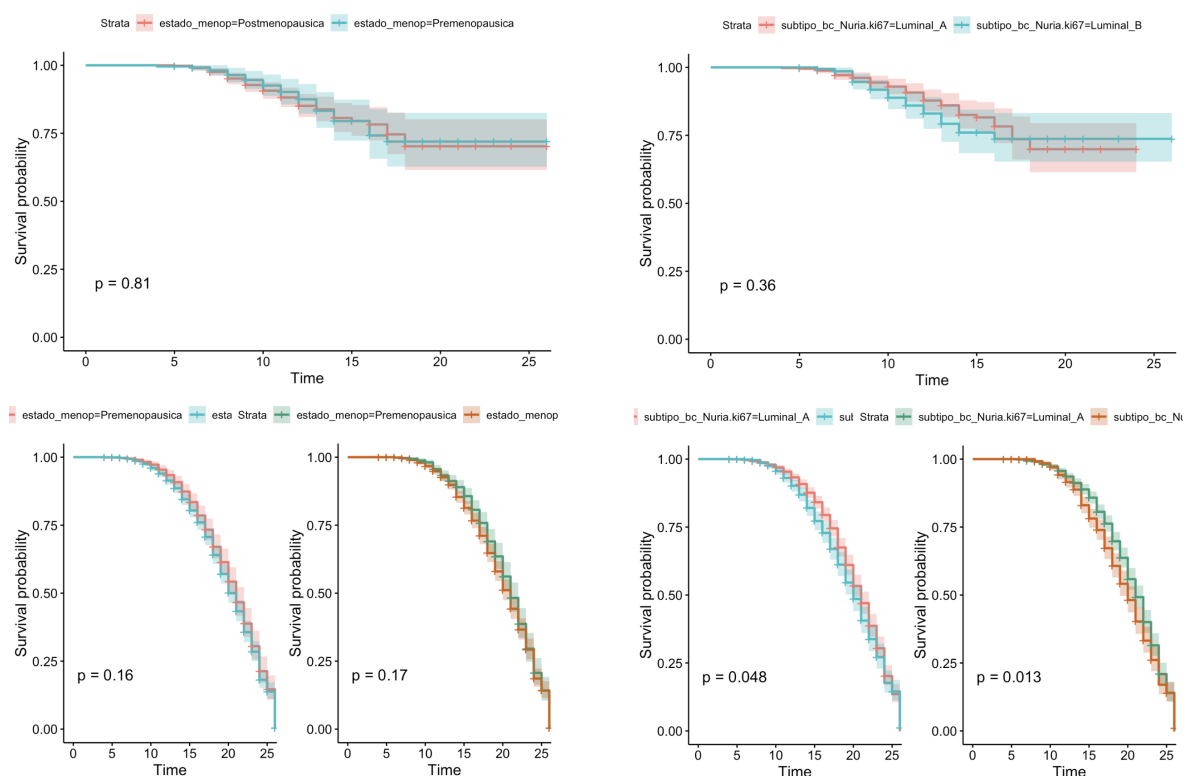 Strata estado_menop=Postmenopausica estado_menop=Premenopausica
1.00
0.75
0.50
0.25
0.00
Survival probability
p = 0.81
0 5 10 15 20 25
Time
Strata subtipo_bc_Nuria.ki67=Luminal_A subtipo_bc_Nuria.ki67=Luminal_B
1.00
0.75
0.50
0.25
0.00
Survival probability
p = 0.36
0 5 10 15 20 25
Time
estado_menop=Premenopausica esta
1.00
0.75
0.50
0.25
0.00
Survival probability
p = 0.16
0 5 10 15 20 25
Time
Strata estado_menop=Premenopausica estado_menop
1.00
0.75
0.50
0.25
0.00
Survival probability
p = 0.17
0 5 10 15 20 25
Time
subtipo_bc_Nuria.ki67=Luminal_A sub
1.00
0.75
0.50
0.25
0.00
Survival probability
p = 0.048
0 5 10 15 20 25
Time
Strata subtipo_bc_Nuria.ki67=Luminal_A subtipo_bc_Nu
1.00
0.75
0.50
0.25
0.00
Survival probability
p = 0.013
0 5 10 15 20 25
Time